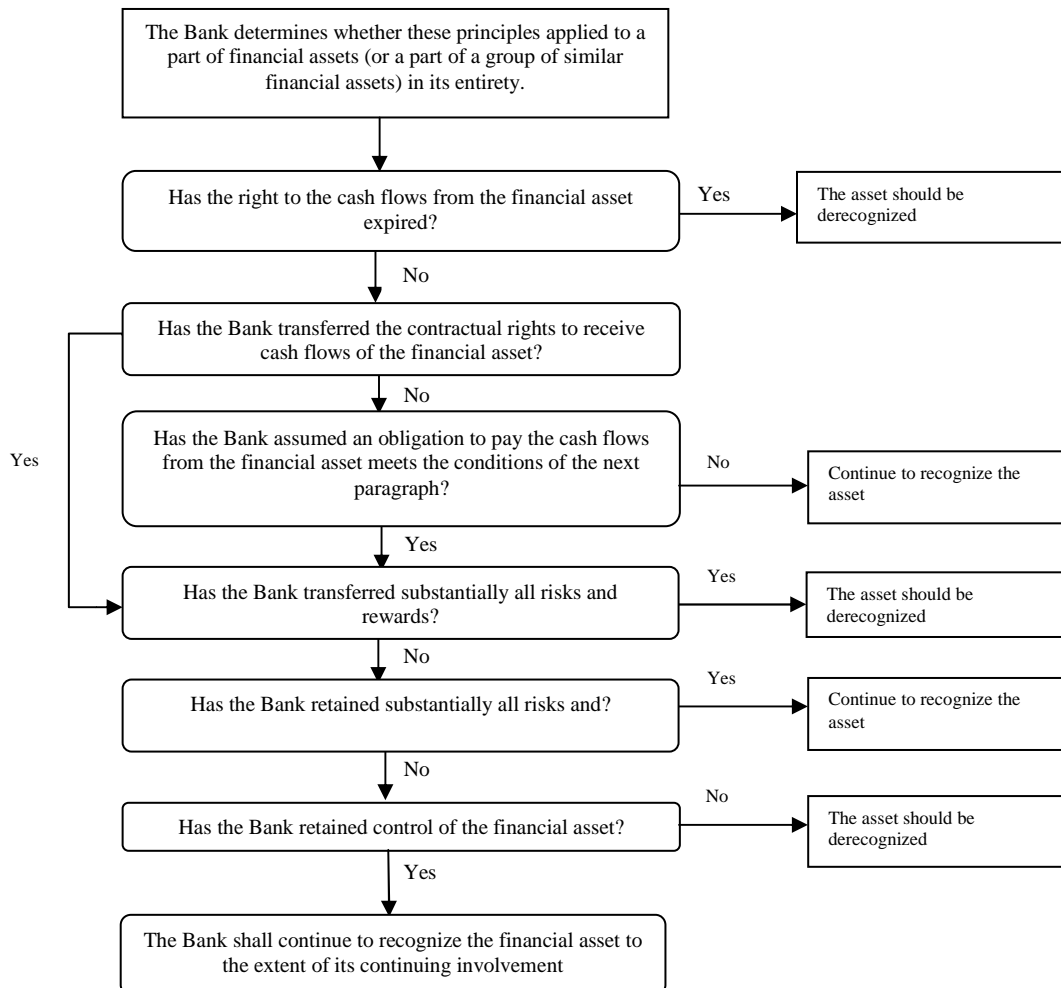 The Bank determines whether these principles applied to a
part of financial assets (or a part of a group of similar
financial assets) in its entirety.
Has the right to the cash flows from the financial asset
expired?
Yes
The asset should be
derecognized
No
Has the Bank transferred the contractual rights to receive
cash flows of the financial asset?
Yes
No
Has the Bank assumed an obligation to pay the cash flows
from the financial asset meets the conditions of the next
paragraph?
No
Continue to recognize the
asset
Yes
Has the Bank transferred substantially all risks and
rewards?
Yes
The asset should be
derecognized
No
Has the Bank retained substantially all risks and?
Yes
Continue to recognize the
asset
No
Has the Bank retained control of the financial asset?
No
The asset should be
derecognized
Yes
The Bank shall continue to recognize the financial asset to
the extent of its continuing involvement